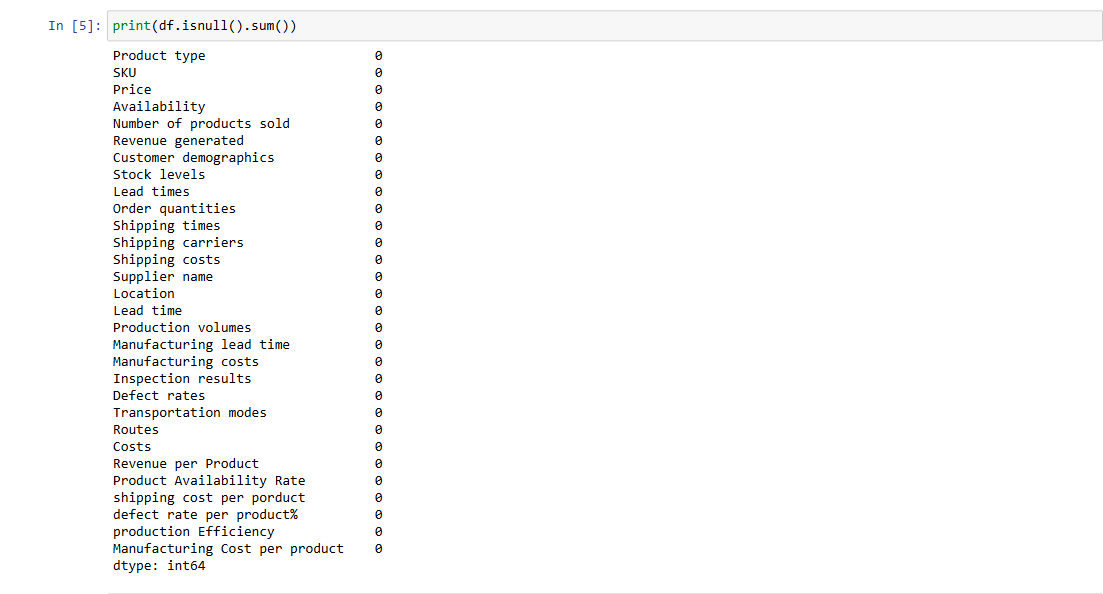 In [5]: print(df.isnull().sum())
Product type 0
SKU 0
Price 0
Availability 0
Number of products sold 0
Revenue generated 0
Customer demographics 0
Stock levels 0
Lead times 0
Order quantities 0
Shipping times 0
Shipping carriers 0
Shipping costs 0
Supplier name 0
Location 0
Lead time 0
Production volumes 0
Manufacturing lead time 0
Manufacturing costs 0
Inspection results 0
Defect rates 0
Transportation modes 0
Routes 0
Costs 0
Revenue per Product 0
Product Availability Rate 0
shipping cost per porduct 0
defect rate per product% 0
production Efficiency 0
Manufacturing Cost per product 0
dtype: int64